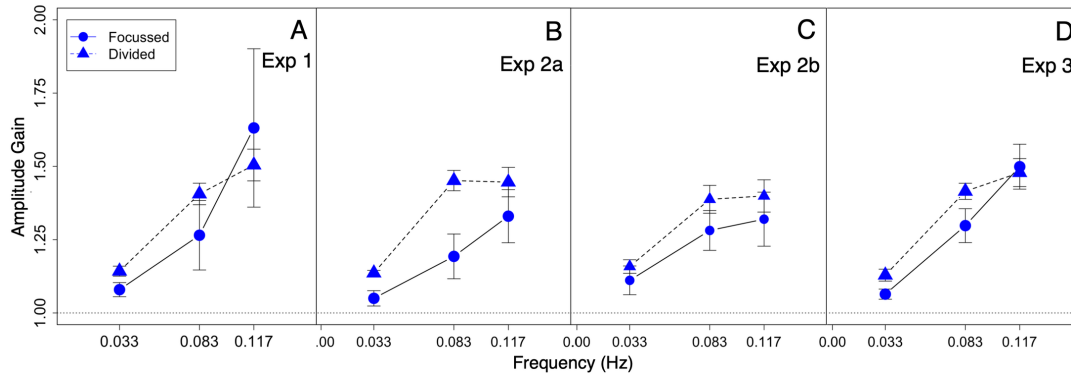 2.00
1.75
1.50
1.25
1.00
Amplitude Gain
Focussed
Divided
A
Exp 1
B
Exp 2a
C
Exp 2b
D
Exp 3
0.033 0.083 0.117
.00 0.033 0.083 0.117
0.00 0.033 0.083 0.117
0.00 0.033 0.083 0.117
Frequency (Hz)